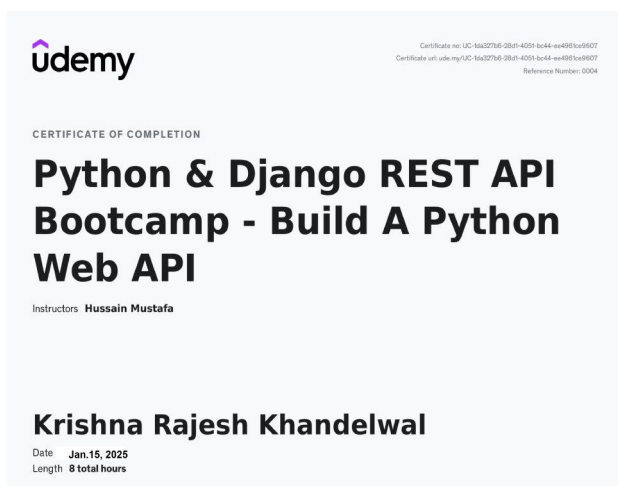 Certificate no: UC-1da327b6-28d1-4051-bc44-ee4961ce9607
Certificate url: ude.my/UC-1da327b6-28d1-4051-bc44-ee4961ce9607
Reference Number: 0004
ûdemy
CERTIFICATE OF COMPLETION
Python & Django REST API
Bootcamp - Build A Python
Web API
Instructors Hussain Mustafa
Krishna Rajesh Khandelwal
Date Jan.15, 2025
Length 8 total hours